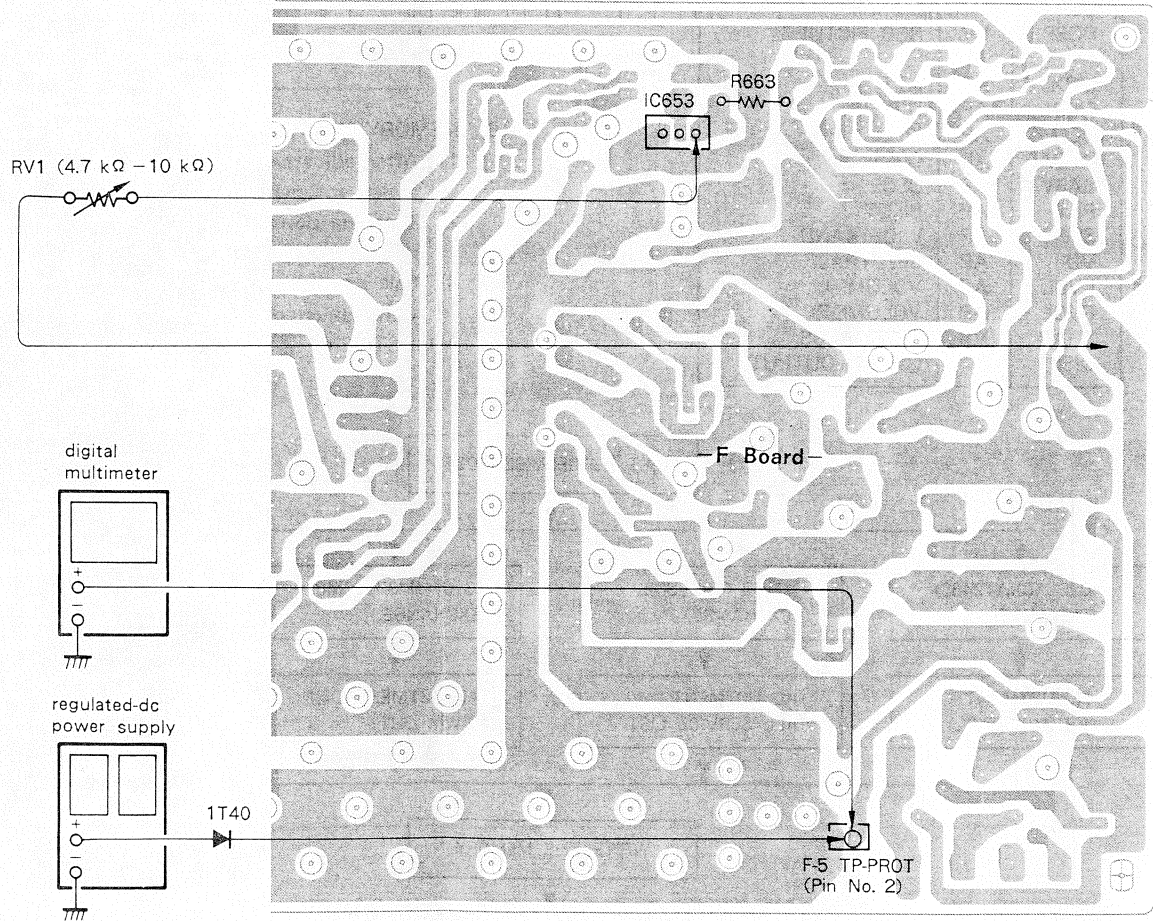 R663
IC653
RV1 (4.7 kΩ – 10 kΩ)
digital
multimeter
–F Board–
+
−
regulated-dc
power supply
1T40
+
−
F-5 TP-PROT
(Pin No. 2)